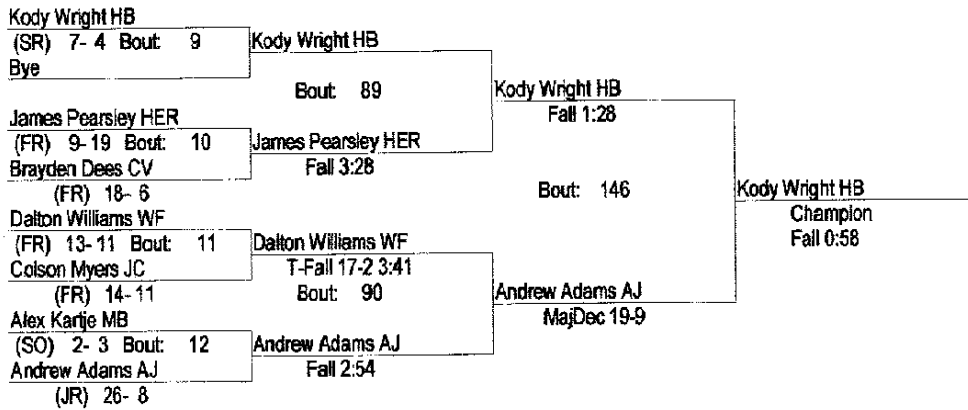 Kody Wright HB
(SR) 7- 4 Bout: 9
Bye
James Pearsley HER
(FR) 9-19 Bout: 10
Brayden Dees CV
(FR) 18- 6
Dalton Williams WF
(FR) 13-11 Bout: 11
Colson Myers JC
(FR) 14-11
Alex Kartje MB
(SO) 2- 3 Bout: 12
Andrew Adams AJ
(JR) 26- 8
Kody Wright HB
Bout: 89
James Pearsley HER
Fall 3:28
Dalton Williams WF
T-Fall 17-2 3:41
Bout: 90
Andrew Adams AJ
Fall 2:54
Kody Wright HB
Fall 1:28
Bout: 146
Andrew Adams AJ
MajDec 19-9
Kody Wright HB
Champion
Fall 0:58